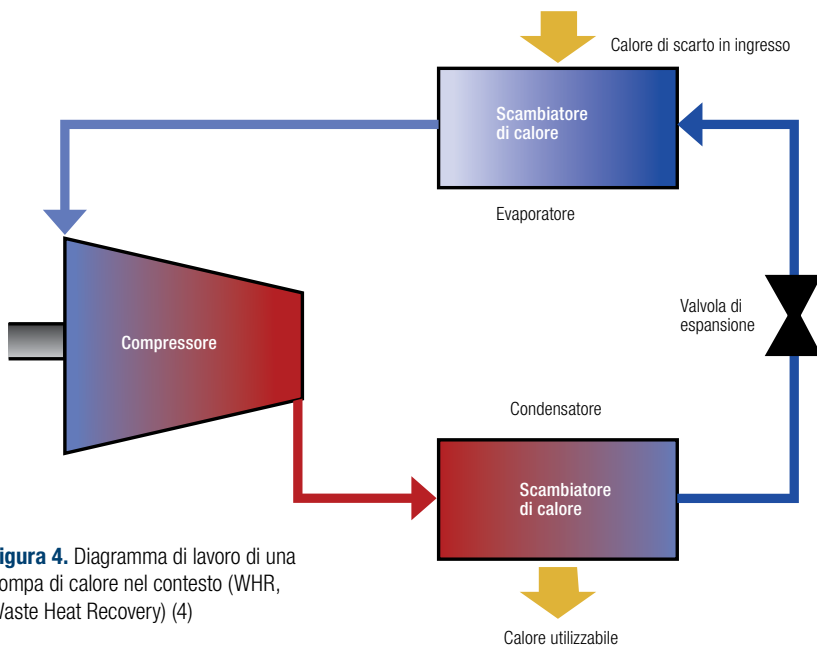 Calore di scarto in ingresso
Scambiatore
di calore
Evaporatore
Valvola di
espansione
Compressore
Condensatore
Scambiatore
di calore
igura 4. Diagramma di lavoro di una
ompa di calore nel contesto (WHR,
aste Heat Recovery) (4)
Calore utilizzabile